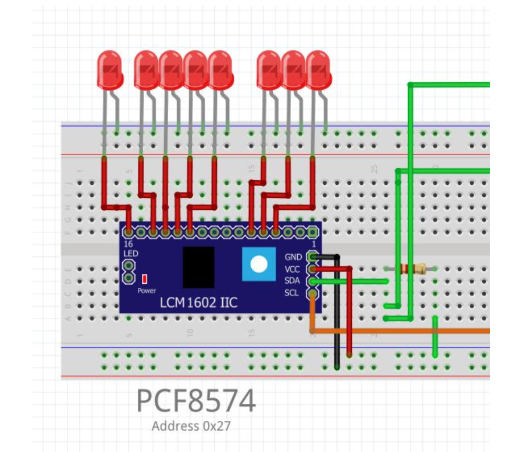 16
1
LED
GND
VCC
SDA
Power
SCL
LCM1602 IIC
PCF8574
Address 0x27